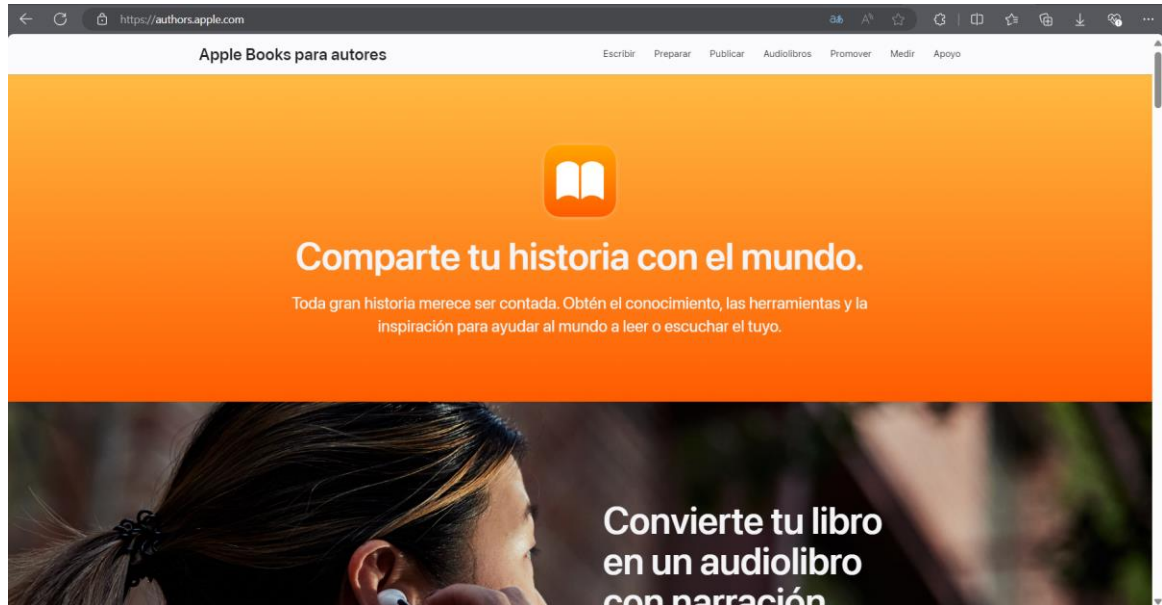 https://authors.apple.com
Apple Books para autores
Escribir Preparar Publicar Audiolibros Promover Medir Apoyo
Comparte tu historia con el mundo.
Toda gran historia merece ser contada. Obtén el conocimiento, las herramientas y la
inspiración para ayudar al mundo a leer o escuchar el tuyo.
Convierte tu libro
en un audiolibro
con narración